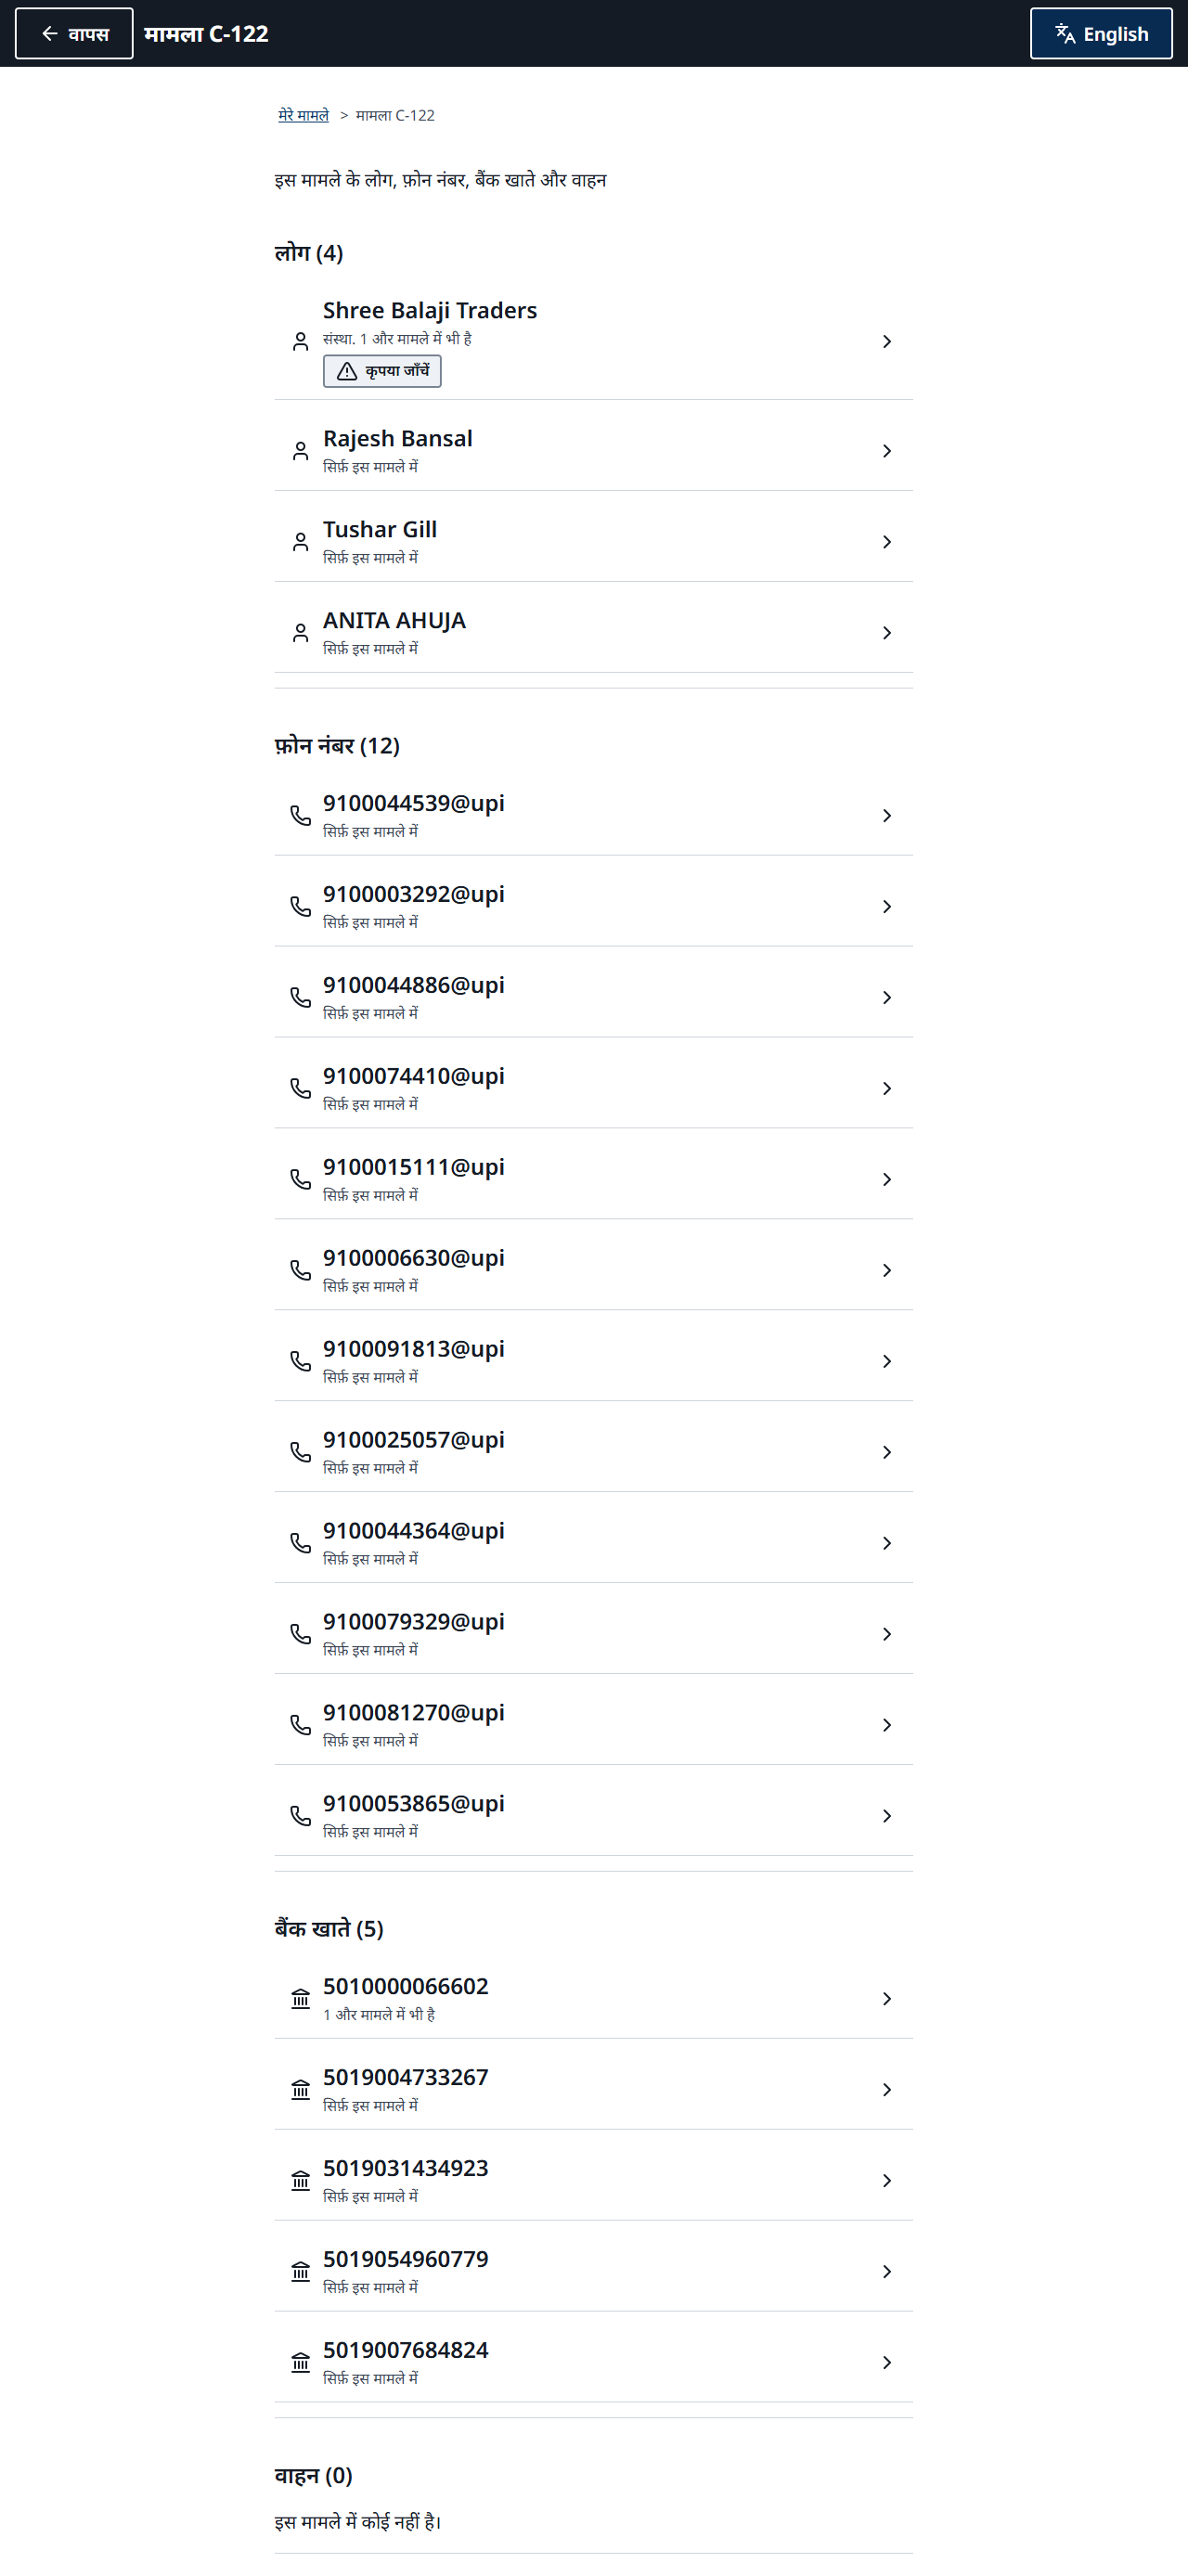 वापस
मामला C-122
English
मेरे मामले > मामला C-122
इस मामले के लोग, फ़ोन नंबर, बैंक खाते और वाहन
लोग (4)
Shree Balaji Traders
संस्था. 1 और मामले में भी है
कृपया जाँचें
Rajesh Bansal
सिर्फ़ इस मामले में
Tushar Gill
सिर्फ़ इस मामले में
ANITA AHUJA
सिर्फ़ इस मामले में
फ़ोन नंबर (12)
9100044539@upi
सिर्फ़ इस मामले में
9100003292@upi
सिर्फ़ इस मामले में
9100044886@upi
सिर्फ़ इस मामले में
9100074410@upi
सिर्फ़ इस मामले में
9100015111@upi
सिर्फ़ इस मामले में
9100006630@upi
सिर्फ़ इस मामले में
9100091813@upi
सिर्फ़ इस मामले में
9100025057@upi
सिर्फ़ इस मामले में
9100044364@upi
सिर्फ़ इस मामले में
9100079329@upi
सिर्फ़ इस मामले में
9100081270@upi
सिर्फ़ इस मामले में
9100053865@upi
सिर्फ़ इस मामले में
बैंक खाते (5)
5010000066602
1 और मामले में भी है
5019004733267
सिर्फ़ इस मामले में
5019031434923
सिर्फ़ इस मामले में
5019054960779
सिर्फ़ इस मामले में
5019007684824
सिर्फ़ इस मामले में
वाहन (0)
इस मामले में कोई नहीं है।